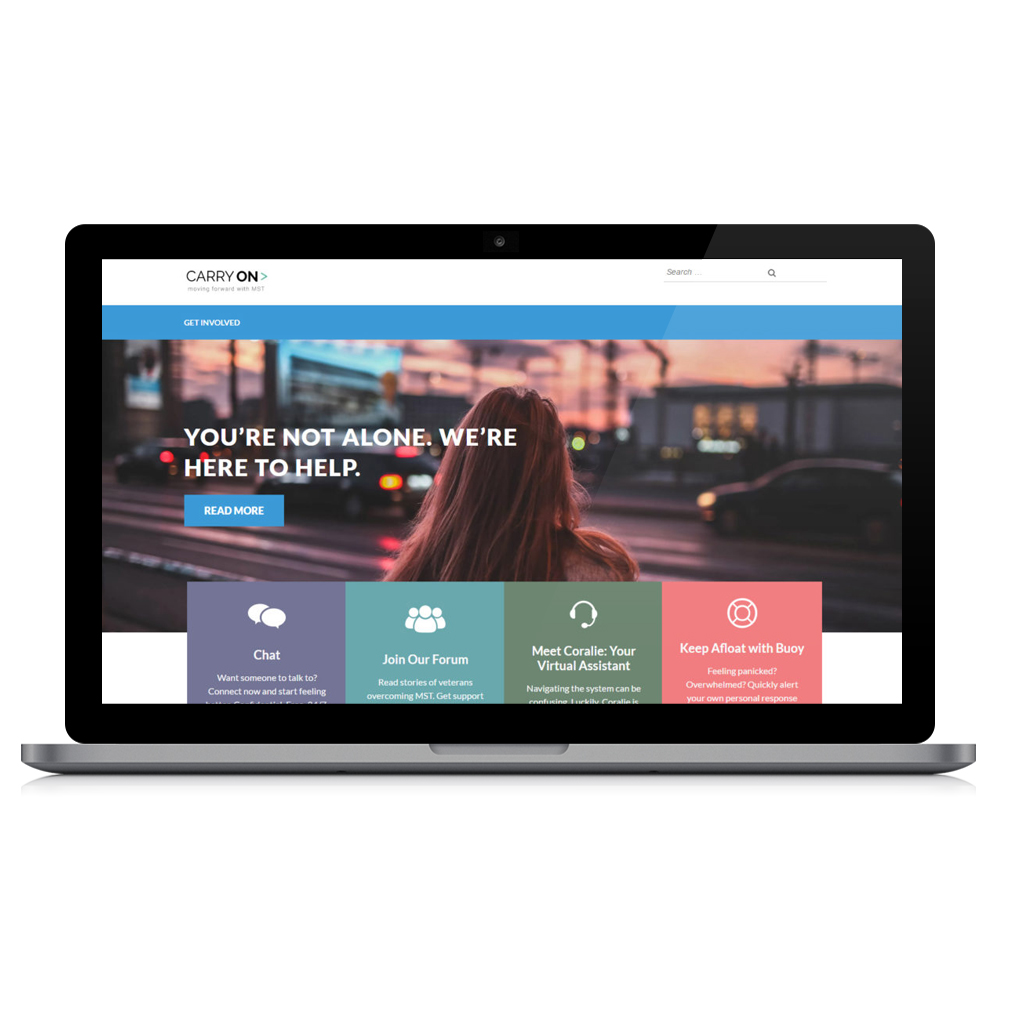 CARRY ON>
moving forward with MST
Search ...
GET INVOLVED
YOU'RE NOT ALONE. WE'RE
HERE TO HELP.
READ MORE
Chat
Want someone to talk to?
Connect now and start feeling
Join Our Forum
Read stories of veterans
overcoming MST. Get support
Meet Coralie: Your
Virtual Assistant
Navigating the system can be
confusing. Luckily, Coralie is
Keep Afloat with Buoy
Feeling panicked?
Overwhelmed? Quickly alert
your own personal response